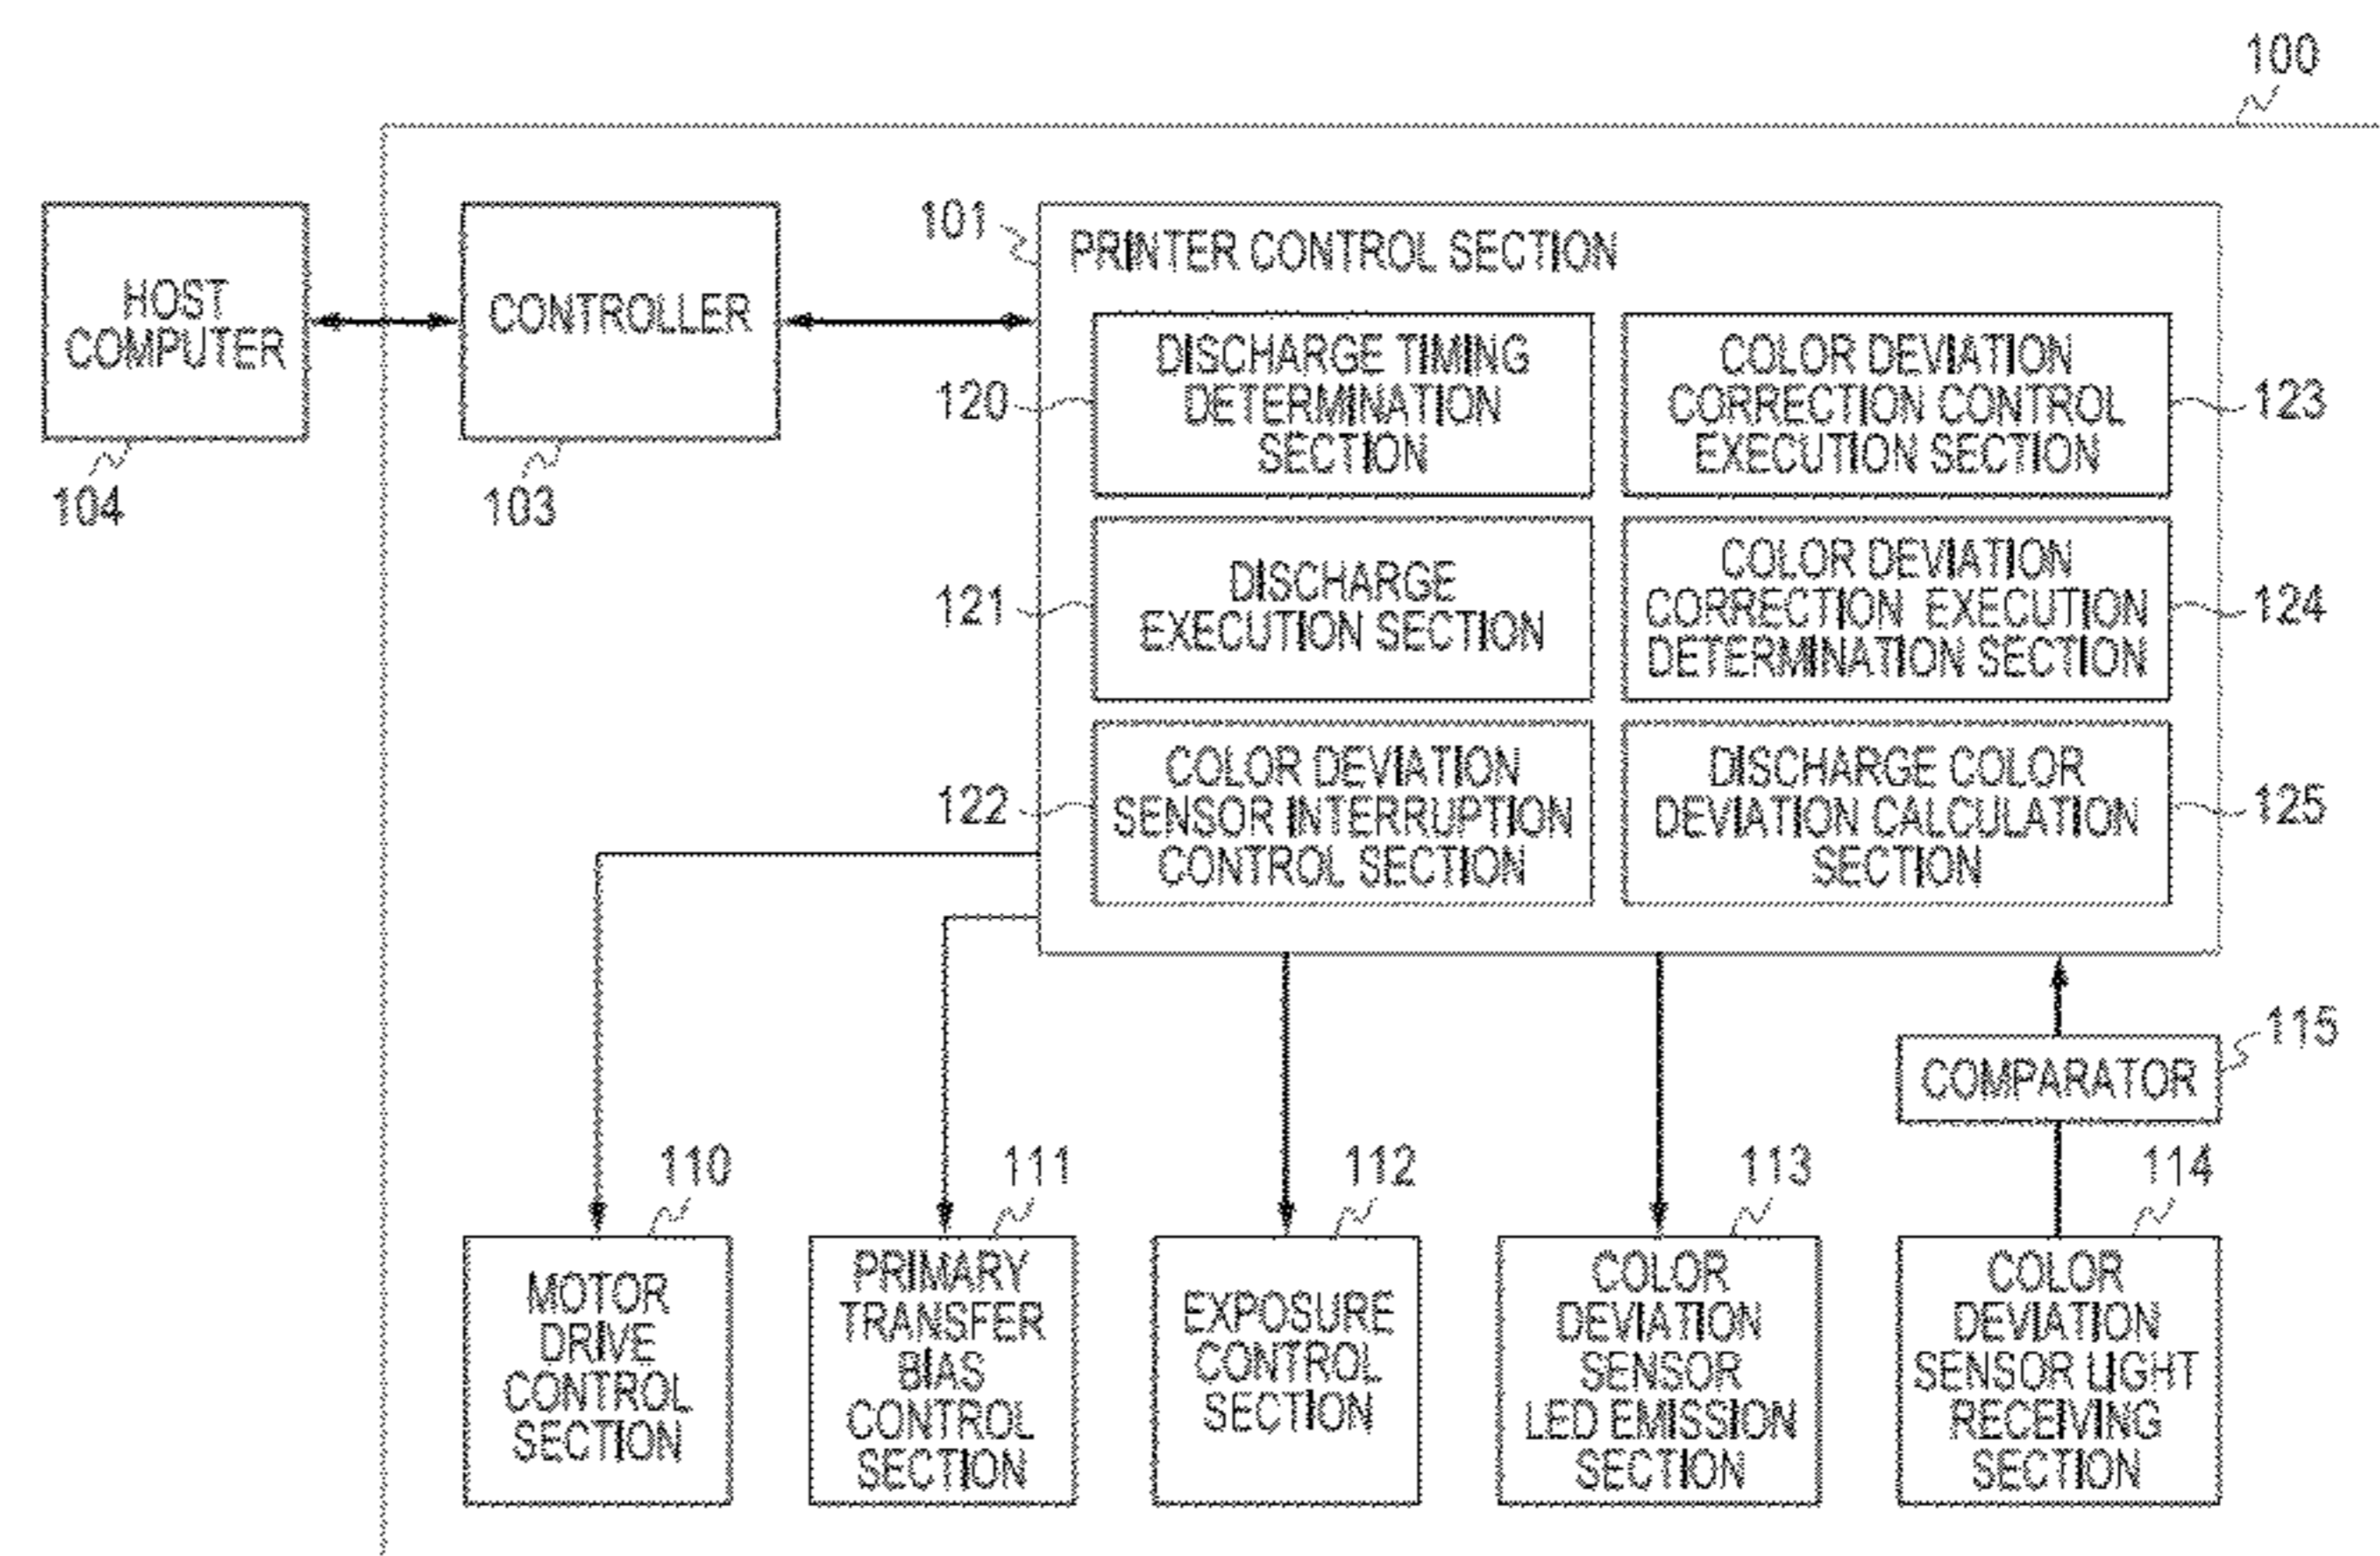 100
HOST
COMPUTER
104
CONTROLLER
103
101
PRINTER CONTROL SECTION
120
DISCHARGE TIMING
DETERMINATION
SECTION
COLOR DEVIATION
CORRECTION CONTROL
EXECUTION SECTION
123
121
DISCHARGE
EXECUTION SECTION
COLOR DEVIATION
CORRECTION EXECUTION
DETERMINATION SECTION
124
122
COLOR DEVIATION
SENSOR INTERRUPTION
CONTROL SECTION
DISCHARGE COLOR
DEVIATION CALCULATION
SECTION
125
COMPARATOR
115
110
MOTOR
DRIVE
CONTROL
SECTION
111
PRIMARY
TRANSFER
BIAS
CONTROL
SECTION
112
EXPOSURE
CONTROL
SECTION
113
COLOR
DEVIATION
SENSOR
LED EMISSION
SECTION
114
COLOR
DEVIATION
SENSOR LIGHT
RECEIVING
SECTION